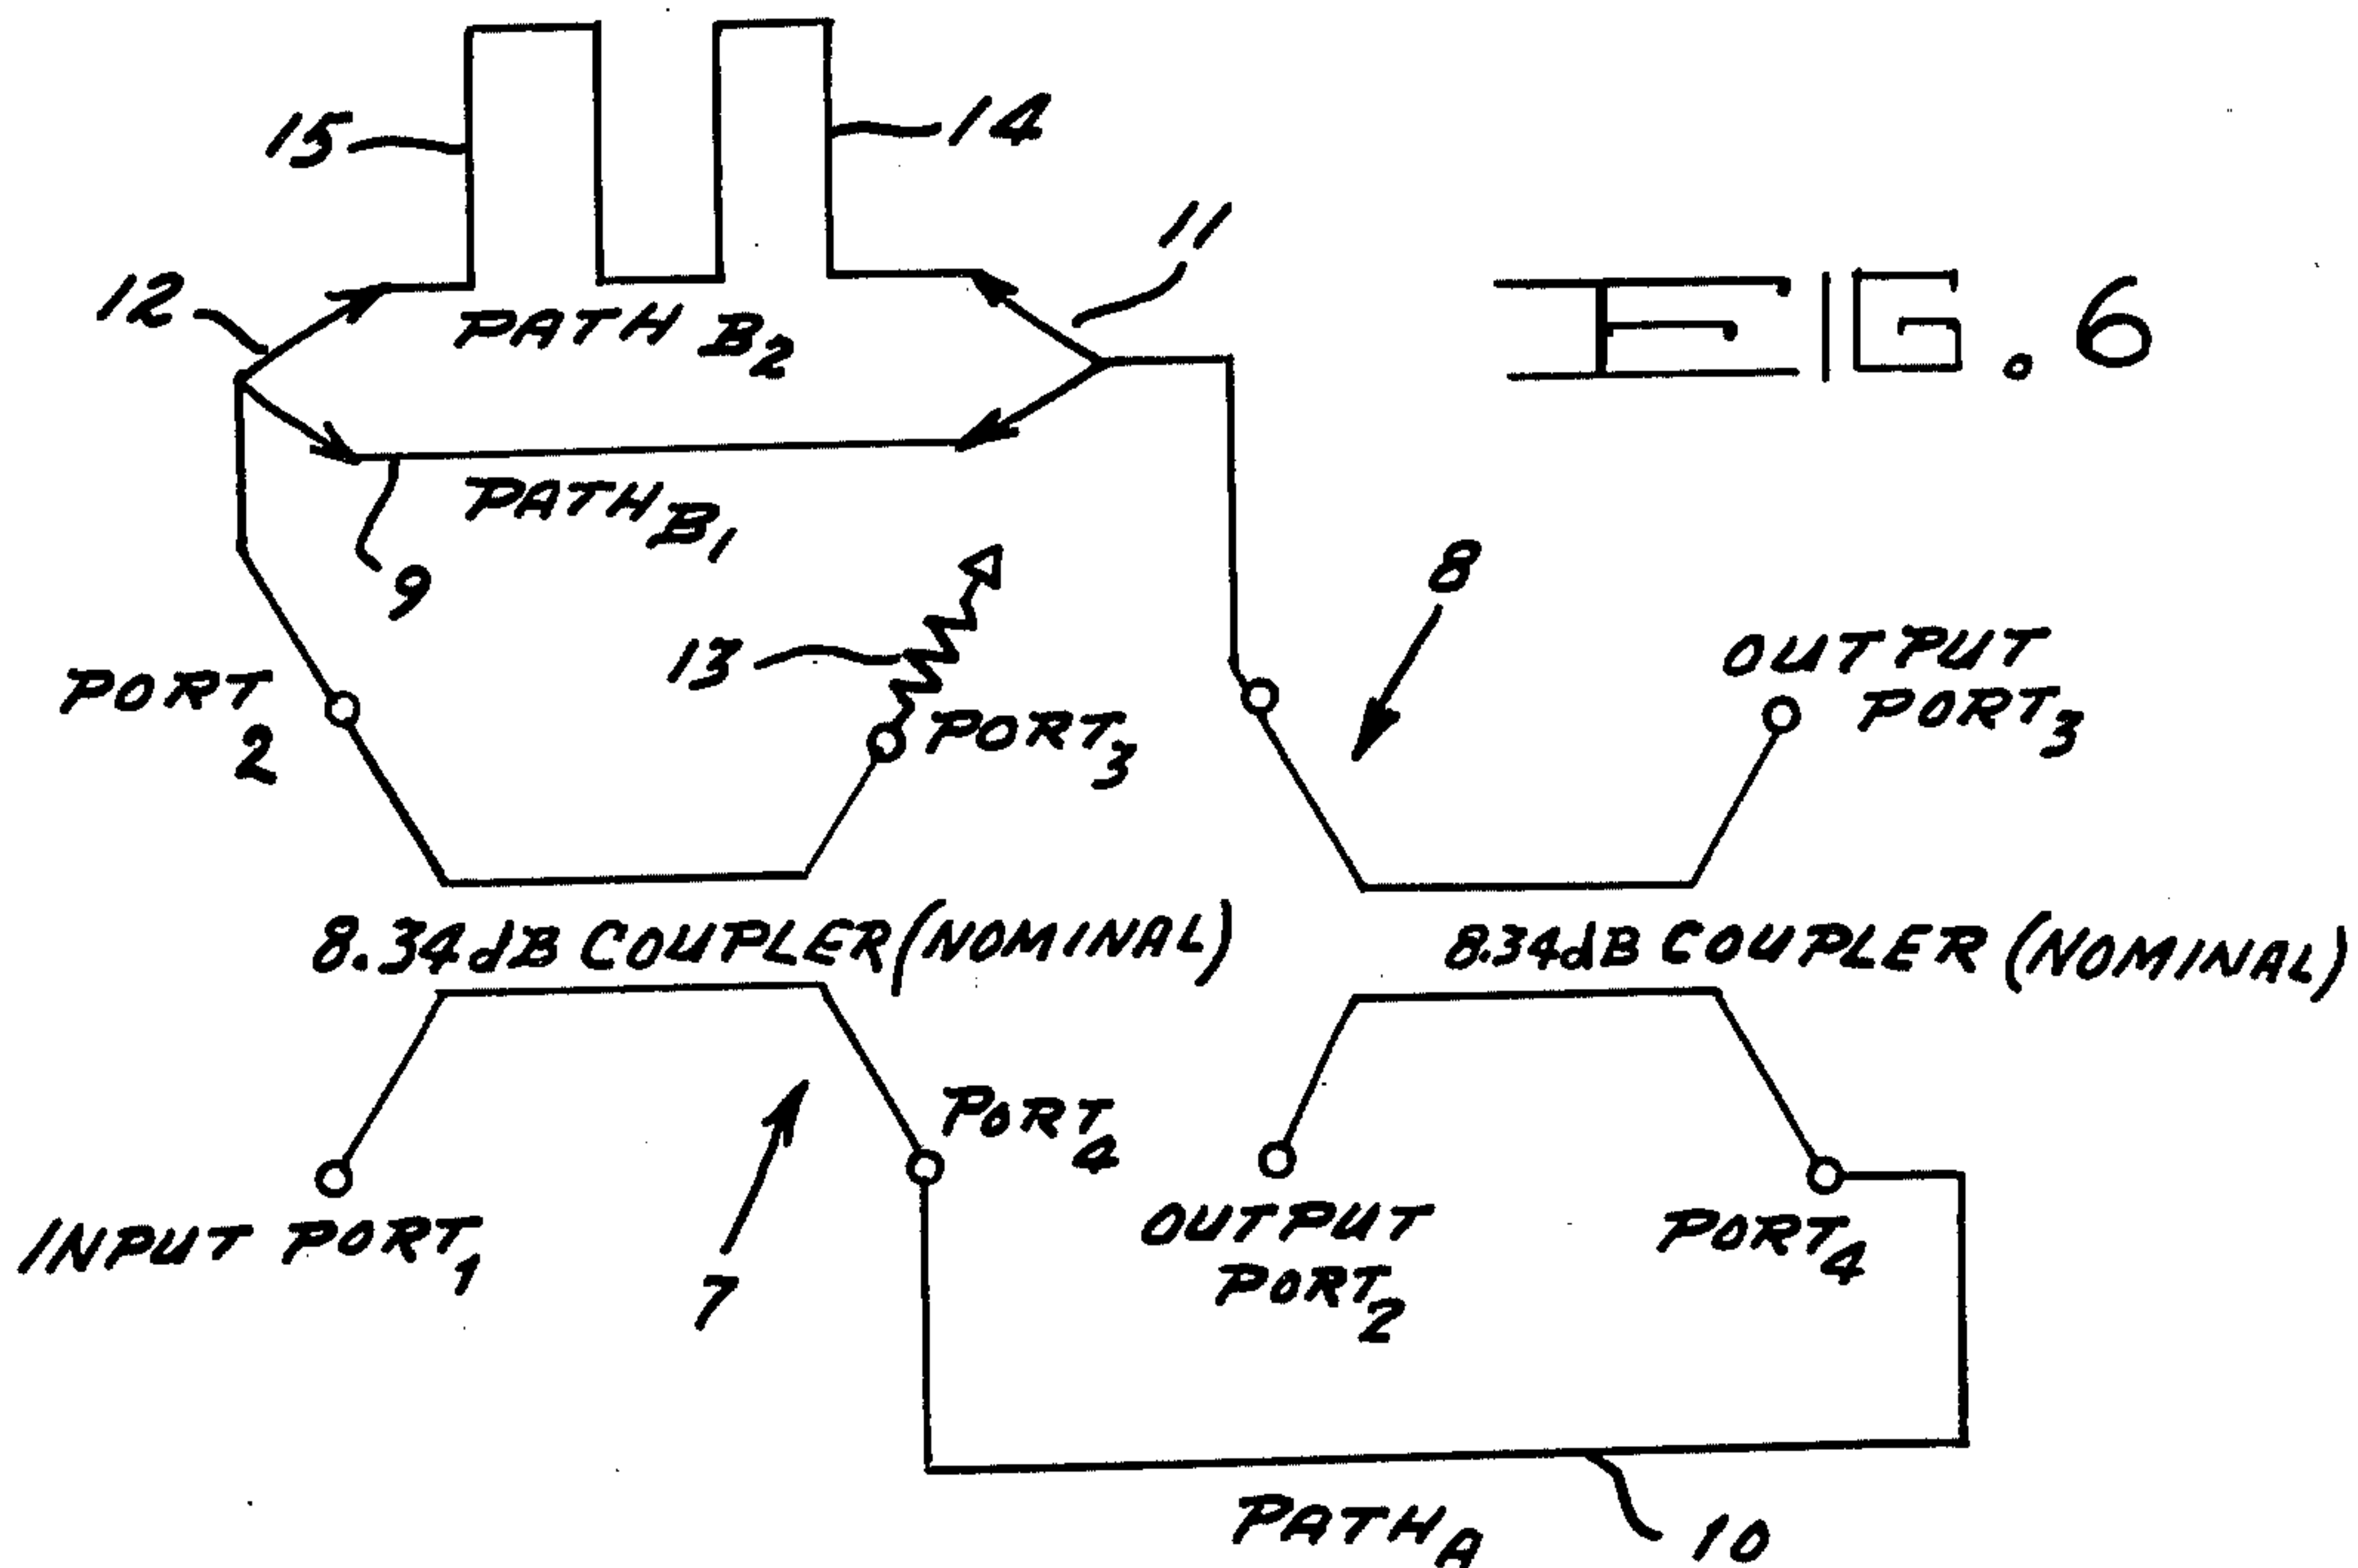 15
14
11
12
PATH B2
FIG. 6
PATH B1
9
8
13
OUTPUT
PORT3
PORT
2
PORT3
8.34dB COUPLER (NOMINAL)
8.34dB COUPLER (NOMINAL)
PORT4
INPUT PORT1
7
OUTPUT
PORT2
PORT4
PATHA
10